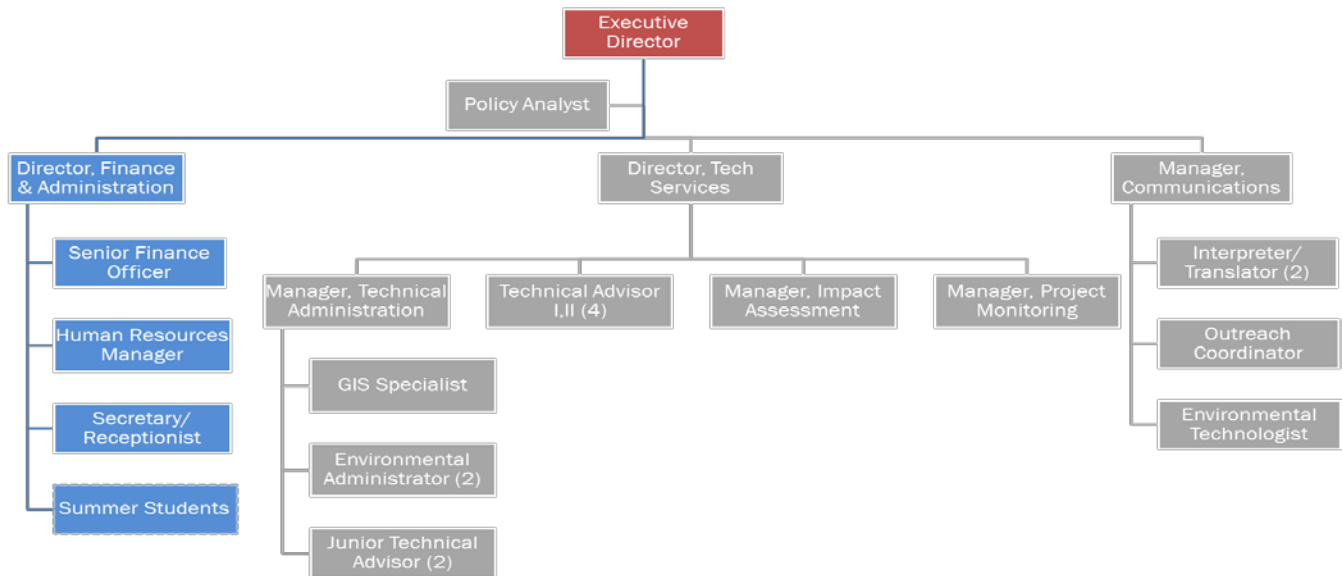 Executive
Director
Policy Analyst
Director, Finance
& Administration
Director, Tech
Services
Manager,
Communications
Senior Finance
Officer
Human Resources
Manager
Secretary/
Receptionist
Summer Students
Manager, Technical
Administration
Technical Advisor
I,II (4)
Manager, Impact
Assessment
Manager, Project
Monitoring
GIS Specialist
Environmental
Administrator (2)
Junior Technical
Advisor (2)
Interpreter/
Translator (2)
Outreach
Coordinator
Environmental
Technologist